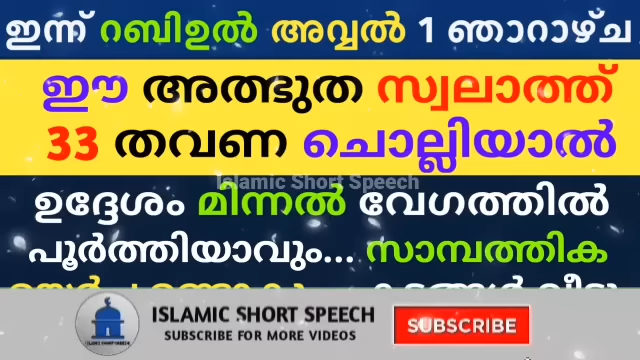 ഇന്ന് റബിഉൽ അവ്വൽ 1 ഞാറാഴ്ച
ഈ അത്ഭുത സ്വലാത്ത്
33 തവണ ചൊല്ലിയാൽ
Islamic Short Speech
ഉദ്ദേശം മിന്നൽ വേഗത്തിൽ
പൂർത്തിയാവും... സാമ്പത്തിക
ISLAMIC SHORT SPEECH
SUBSCRIBE FOR MORE VIDEOS
SUBSCRIBE